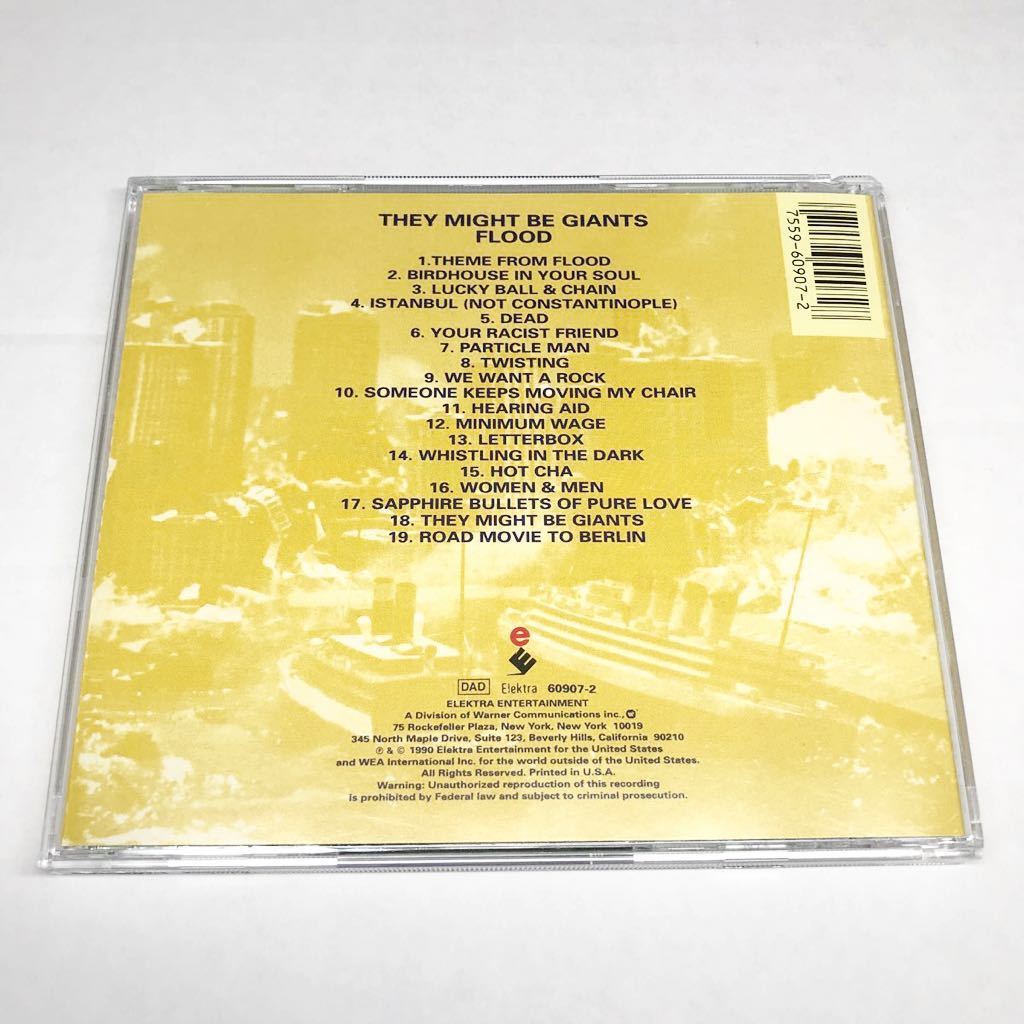 THEY MIGHT BE GIANTS
FLOOD
1.THEME FROM FLOOD
2. BIRDHOUSE IN YOUR SOUL
3. LUCKY BALL & CHAIN
4. ISTANBUL (NOT CONSTANTINOPLE)
5. DEAD
6. YOUR RACIST FRIEND
7. PARTICLE MAN
8. TWISTING
9. WE WANT A ROCK
10. SOMEONE KEEPS MOVING MY CHAIR
11. HEARING AID
12. MINIMUM WAGE
13. LETTERBOX
14. WHISTLING IN THE DARK
15. HOT CHA
16. WOMEN & MEN
17. SAPPHIRE BULLETS OF PURE LOVE
18. THEY MIGHT BE GIANTS
19. ROAD MOVIE TO BERLIN
7559-60907-2
e
E
DAD Elektra 60907-2
ELEKTRA ENTERTAINMENT
A Division of Warner Communications Inc.,
75 Rockefeller Plaza, New York, New York 10019
345 North Maple Drive, Suite 123, Beverly Hills, California 90210
℗ & © 1990 Elektra Entertainment for the United States
and WEA International Inc. for the world outside of the United States.
All Rights Reserved. Printed in U.S.A.
Warning: Unauthorized reproduction of this recording
is prohibited by Federal law and subject to criminal prosecution.